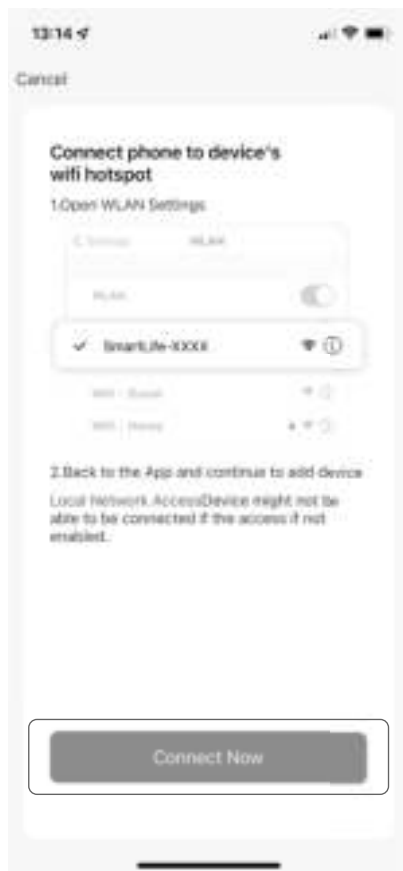 13:14
Cancel
Connect phone to device's
wifi hotspot
1.Open WLAN Settings
WLAN
WLAN
SmartLife-XXXX
2.Back to the App and continue to add device
Local Network AccessDevice might not be
able to be connected if the access if not
enabled.
Connect Now